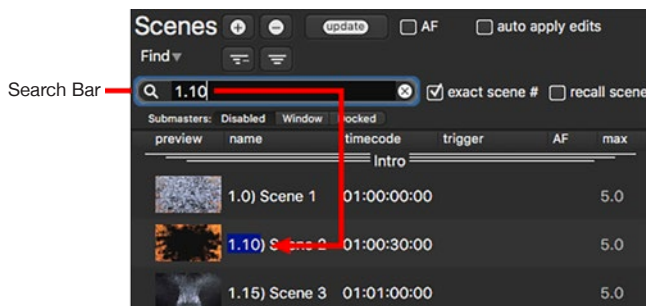 Scenes update AF auto apply edits
Find
Search Bar 1.10 exact scene # recall scene
Submasters: Disabled Window Docked
preview name timecode trigger AF max
Intro
1.0) Scene 1 01:00:00:00 5.0
1.10) Scene 2 01:00:30:00 5.0
1.15) Scene 3 01:01:00:00 5.0